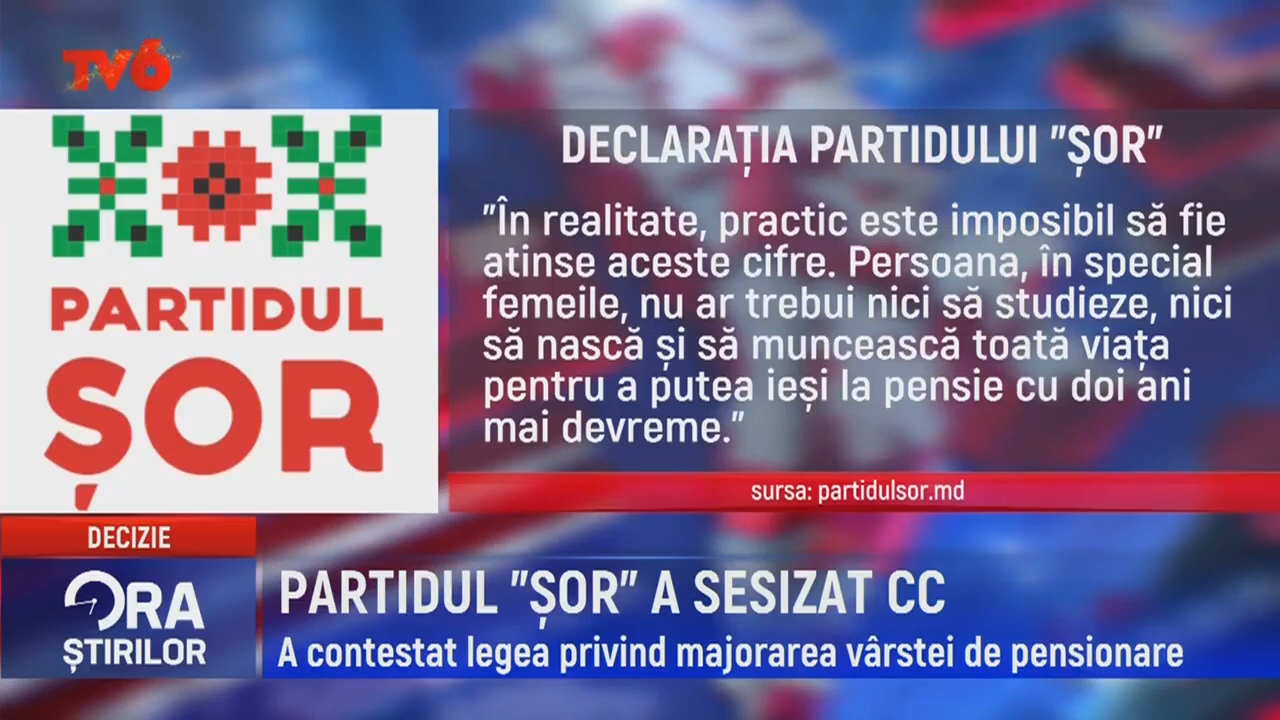 TV6
PARTIDUL
ȘOR
DECLARAȚIA PARTIDULUI "ȘOR"
"În realitate, practic este imposibil să fie
atinse aceste cifre. Persoana, în special
femeile, nu ar trebui nici să studieze, nici
să nască și să muncească toată viața
pentru a putea ieși la pensie cu doi ani
mai devreme."
sursa: partidulsor.md
DECIZIE
ORA
ȘTIRILOR
PARTIDUL "ȘOR" A SESIZAT CC
A contestat legea privind majorarea vârstei de pensionare